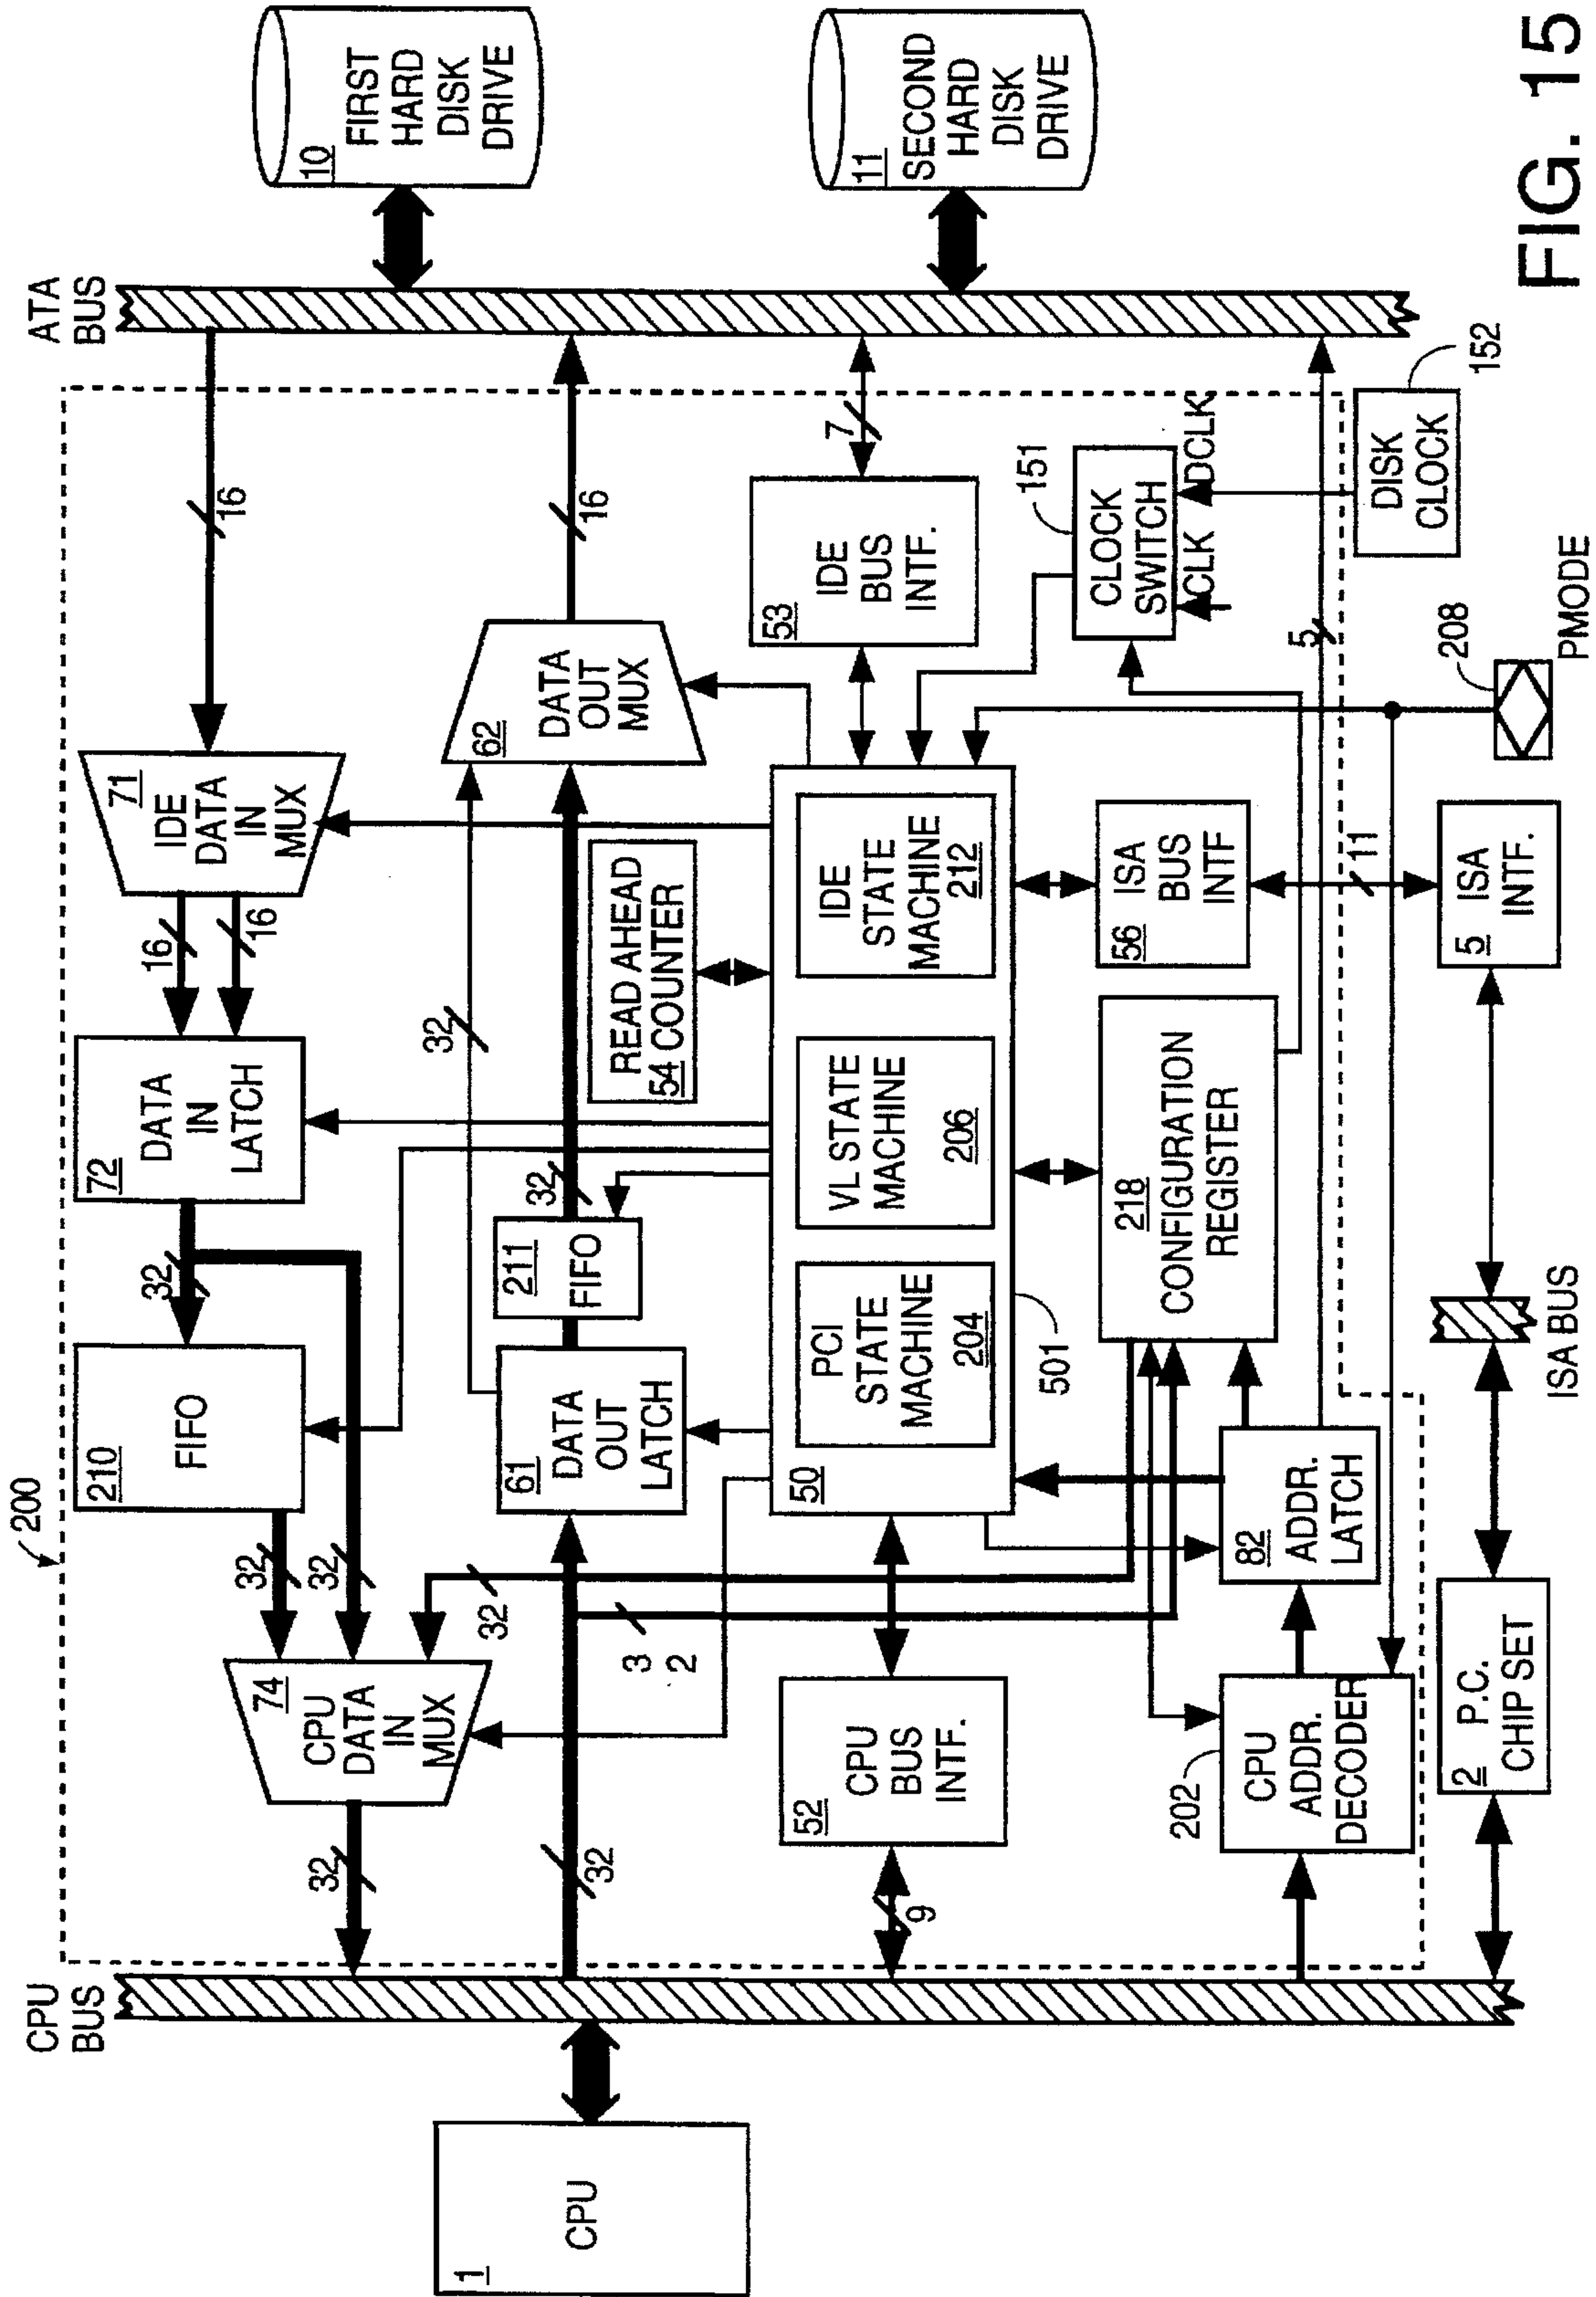 FIG. 15
200
CPU
BUS
ATA
BUS
1
CPU
10
FIRST
HARD
DISK
DRIVE
11
SECOND
HARD
DISK
DRIVE
32
74
CPU
DATA
IN
MUX
32
32
210
FIFO
32
72
DATA
IN
LATCH
16
16
71
IDE
DATA
IN
MUX
16
32
32
3
2
61
DATA
OUT
LATCH
211
FIFO
32
32
62
DATA
OUT
MUX
16
READ AHEAD
54 COUNTER
9
52
CPU
BUS
INTF.
50
PCI
STATE
MACHINE
204
VL STATE
MACHINE
206
IDE
STATE
MACHINE
212
501
53
IDE
BUS
INTF.
7
202
CPU
ADDR.
DECODER
82
ADDR.
LATCH
218
CONFIGURATION
REGISTER
56
ISA
BUS
INTF
151
CLOCK
SWITCH
CLK
DCLK
5
11
152
DISK
CLOCK
2
P.C.
CHIP SET
ISA BUS
5
ISA
INTF.
208
PMODE